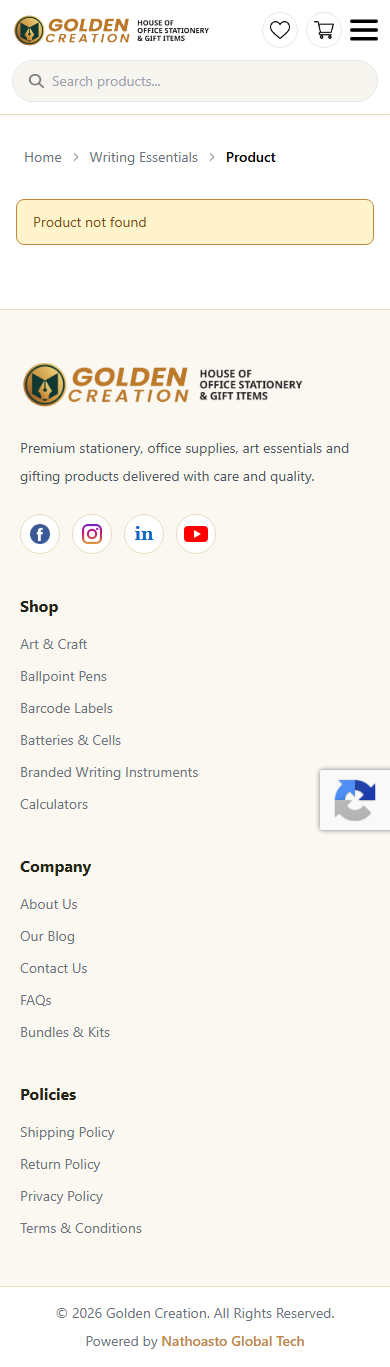 GOLDEN
CREATION
HOUSE OF
OFFICE STATIONERY
& GIFT ITEMS
Search products...
Home > Writing Essentials > Product
Product not found
GOLDEN
CREATION
HOUSE OF
OFFICE STATIONERY
& GIFT ITEMS
Premium stationery, office supplies, art essentials and
gifting products delivered with care and quality.
Shop
Art & Craft
Ballpoint Pens
Barcode Labels
Batteries & Cells
Branded Writing Instruments
Calculators
Company
About Us
Our Blog
Contact Us
FAQs
Bundles & Kits
Policies
Shipping Policy
Return Policy
Privacy Policy
Terms & Conditions
© 2026 Golden Creation. All Rights Reserved.
Powered by Nathoasto Global Tech